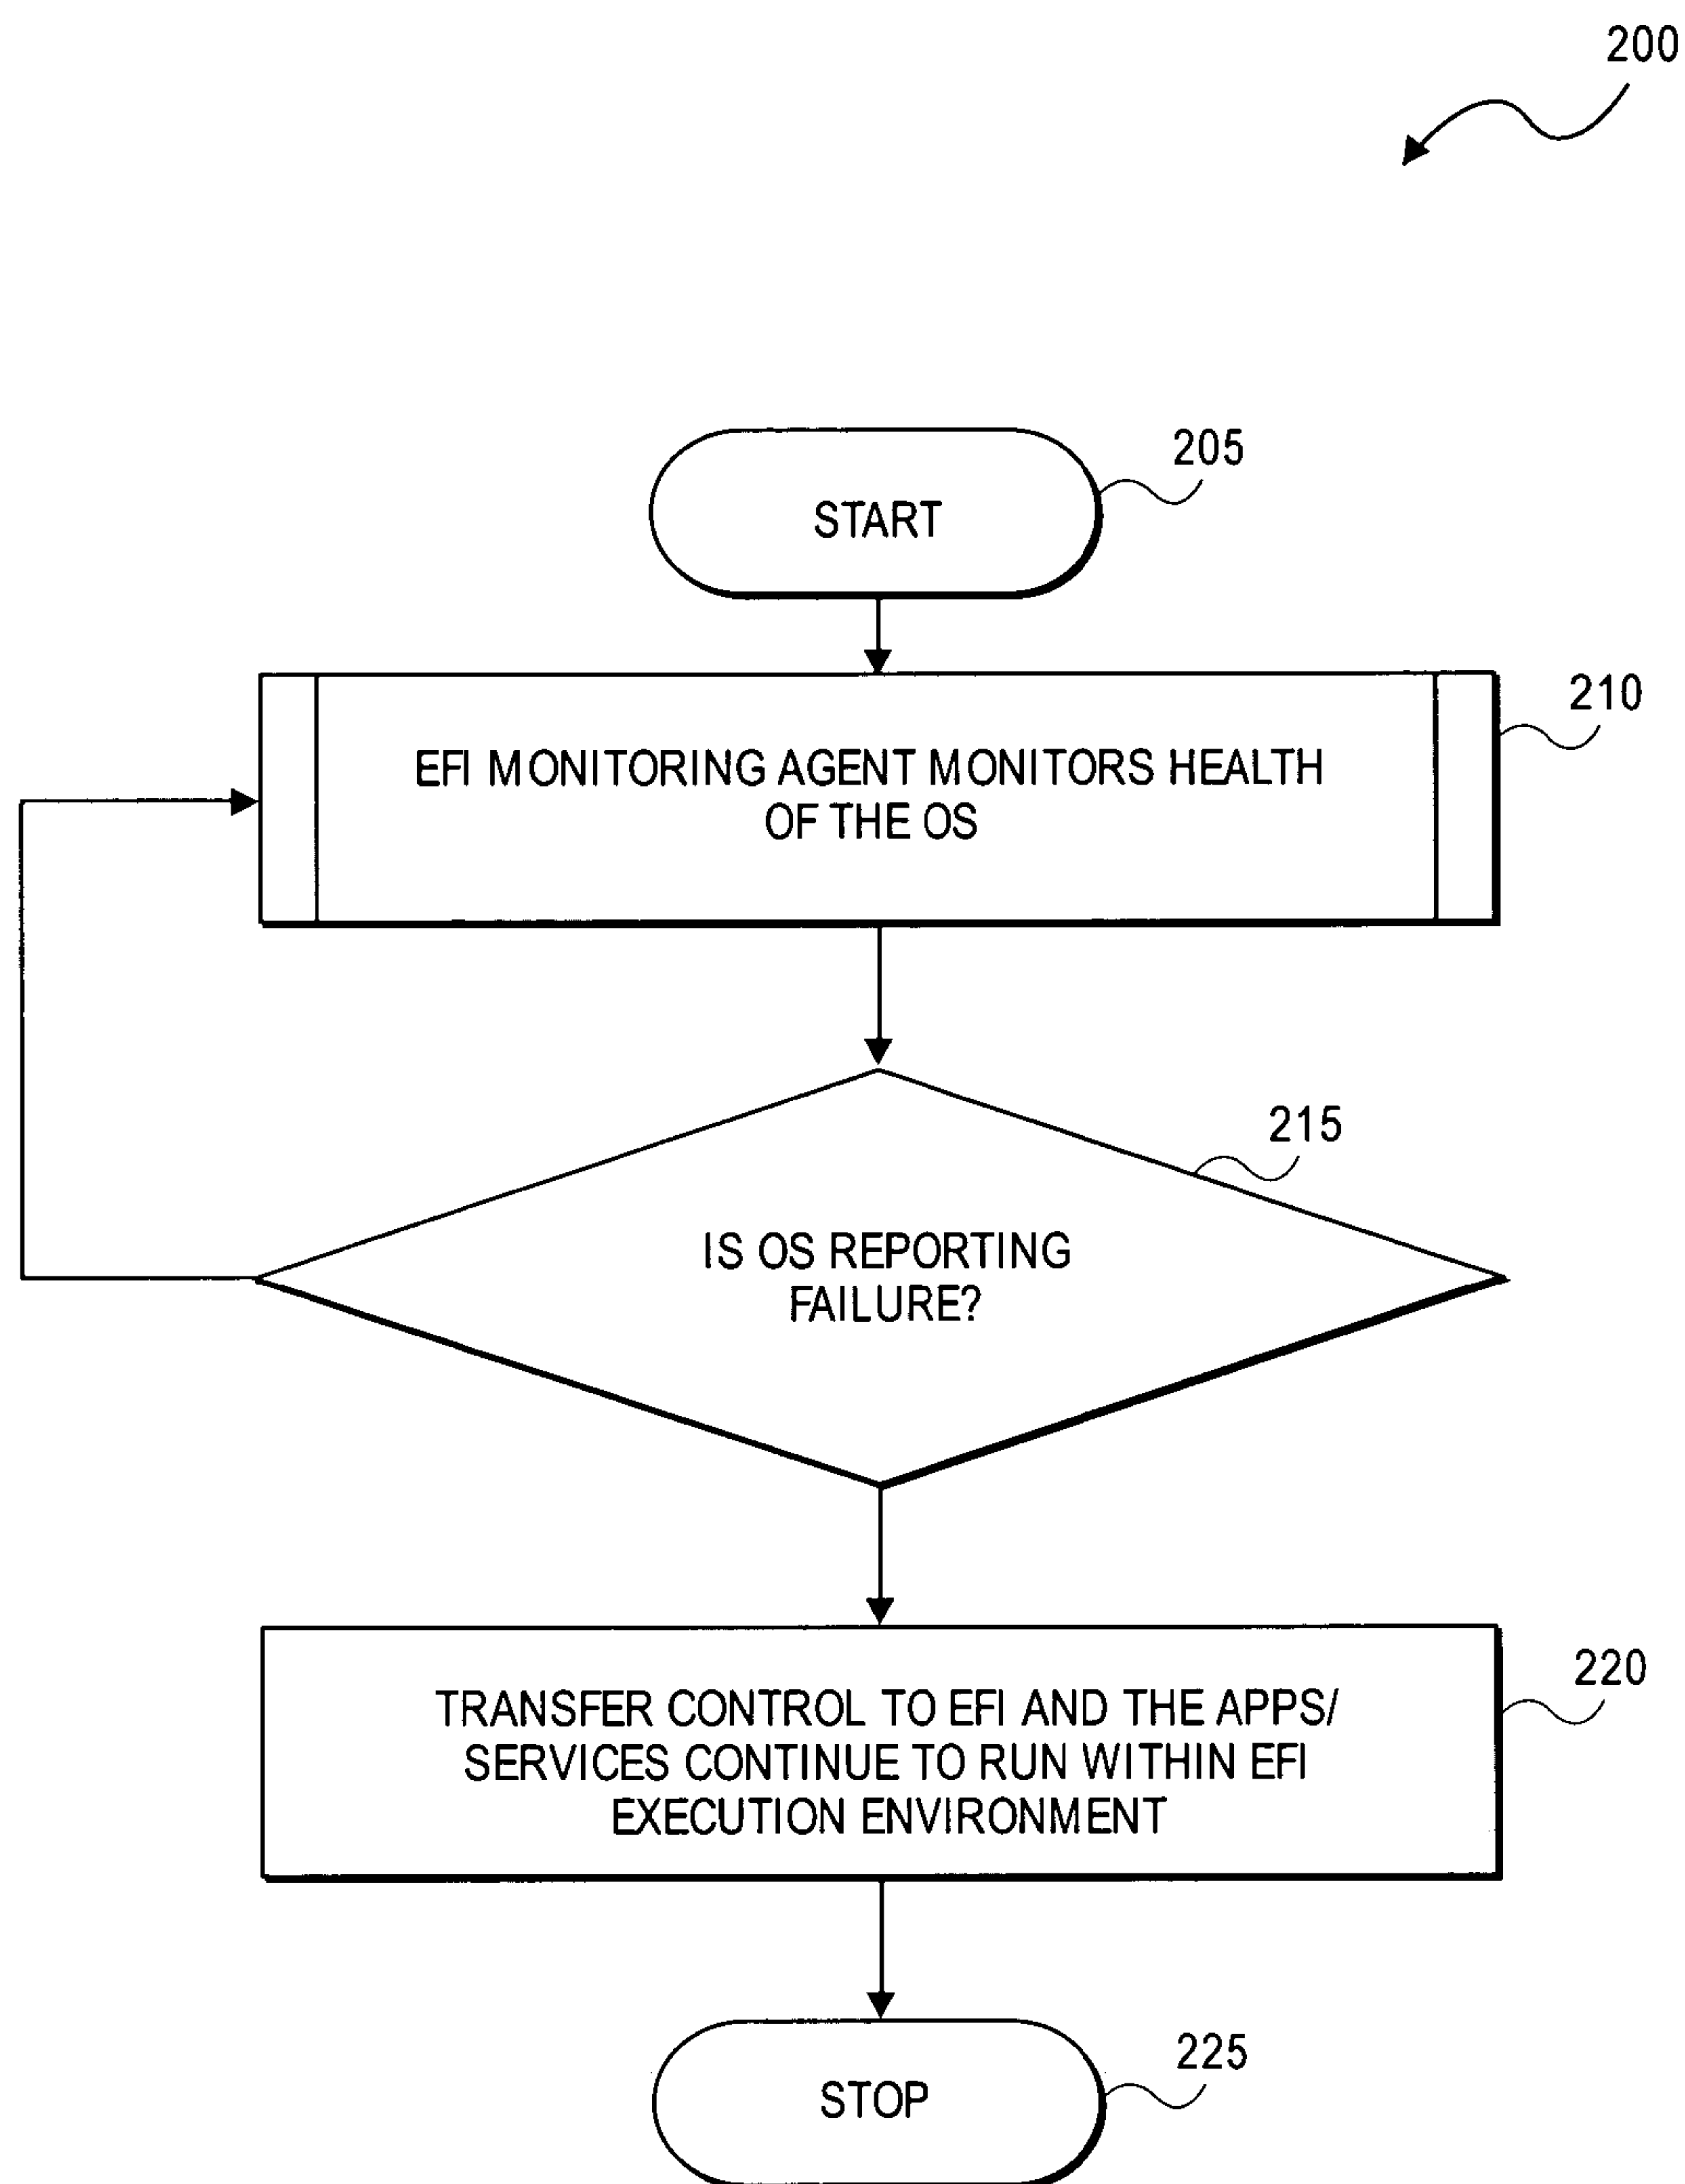 200
205
START
210
EFI MONITORING AGENT MONITORS HEALTH
OF THE OS
215
IS OS REPORTING
FAILURE?
220
TRANSFER CONTROL TO EFI AND THE APPS/
SERVICES CONTINUE TO RUN WITHIN EFI
EXECUTION ENVIRONMENT
225
STOP